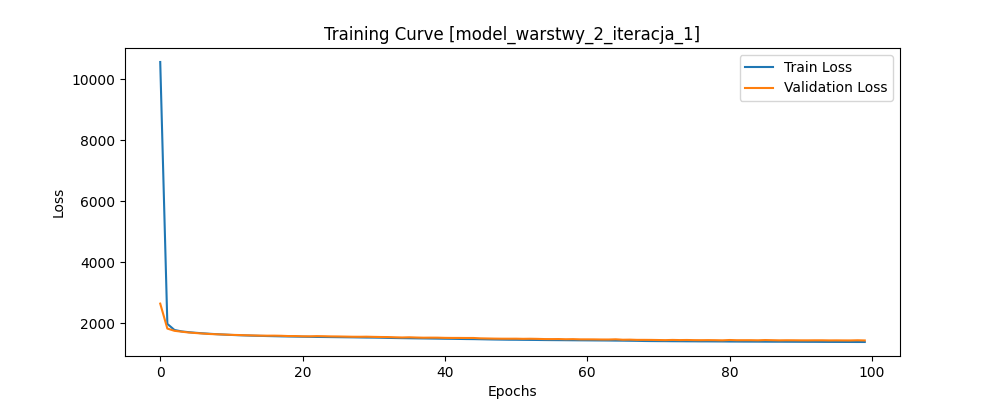 Training Curve [model_warstwy_2_iteracja_1]
Train Loss
Validation Loss
10000
8000
6000
4000
2000
Loss
0
20
40
60
80
100
Epochs